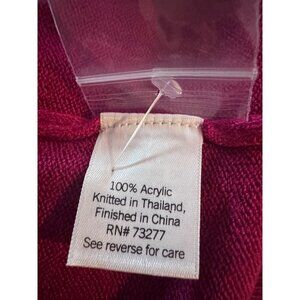 100% Acrylic
Knitted in Thailand,
Finished in China
RN# 73277
See reverse for care